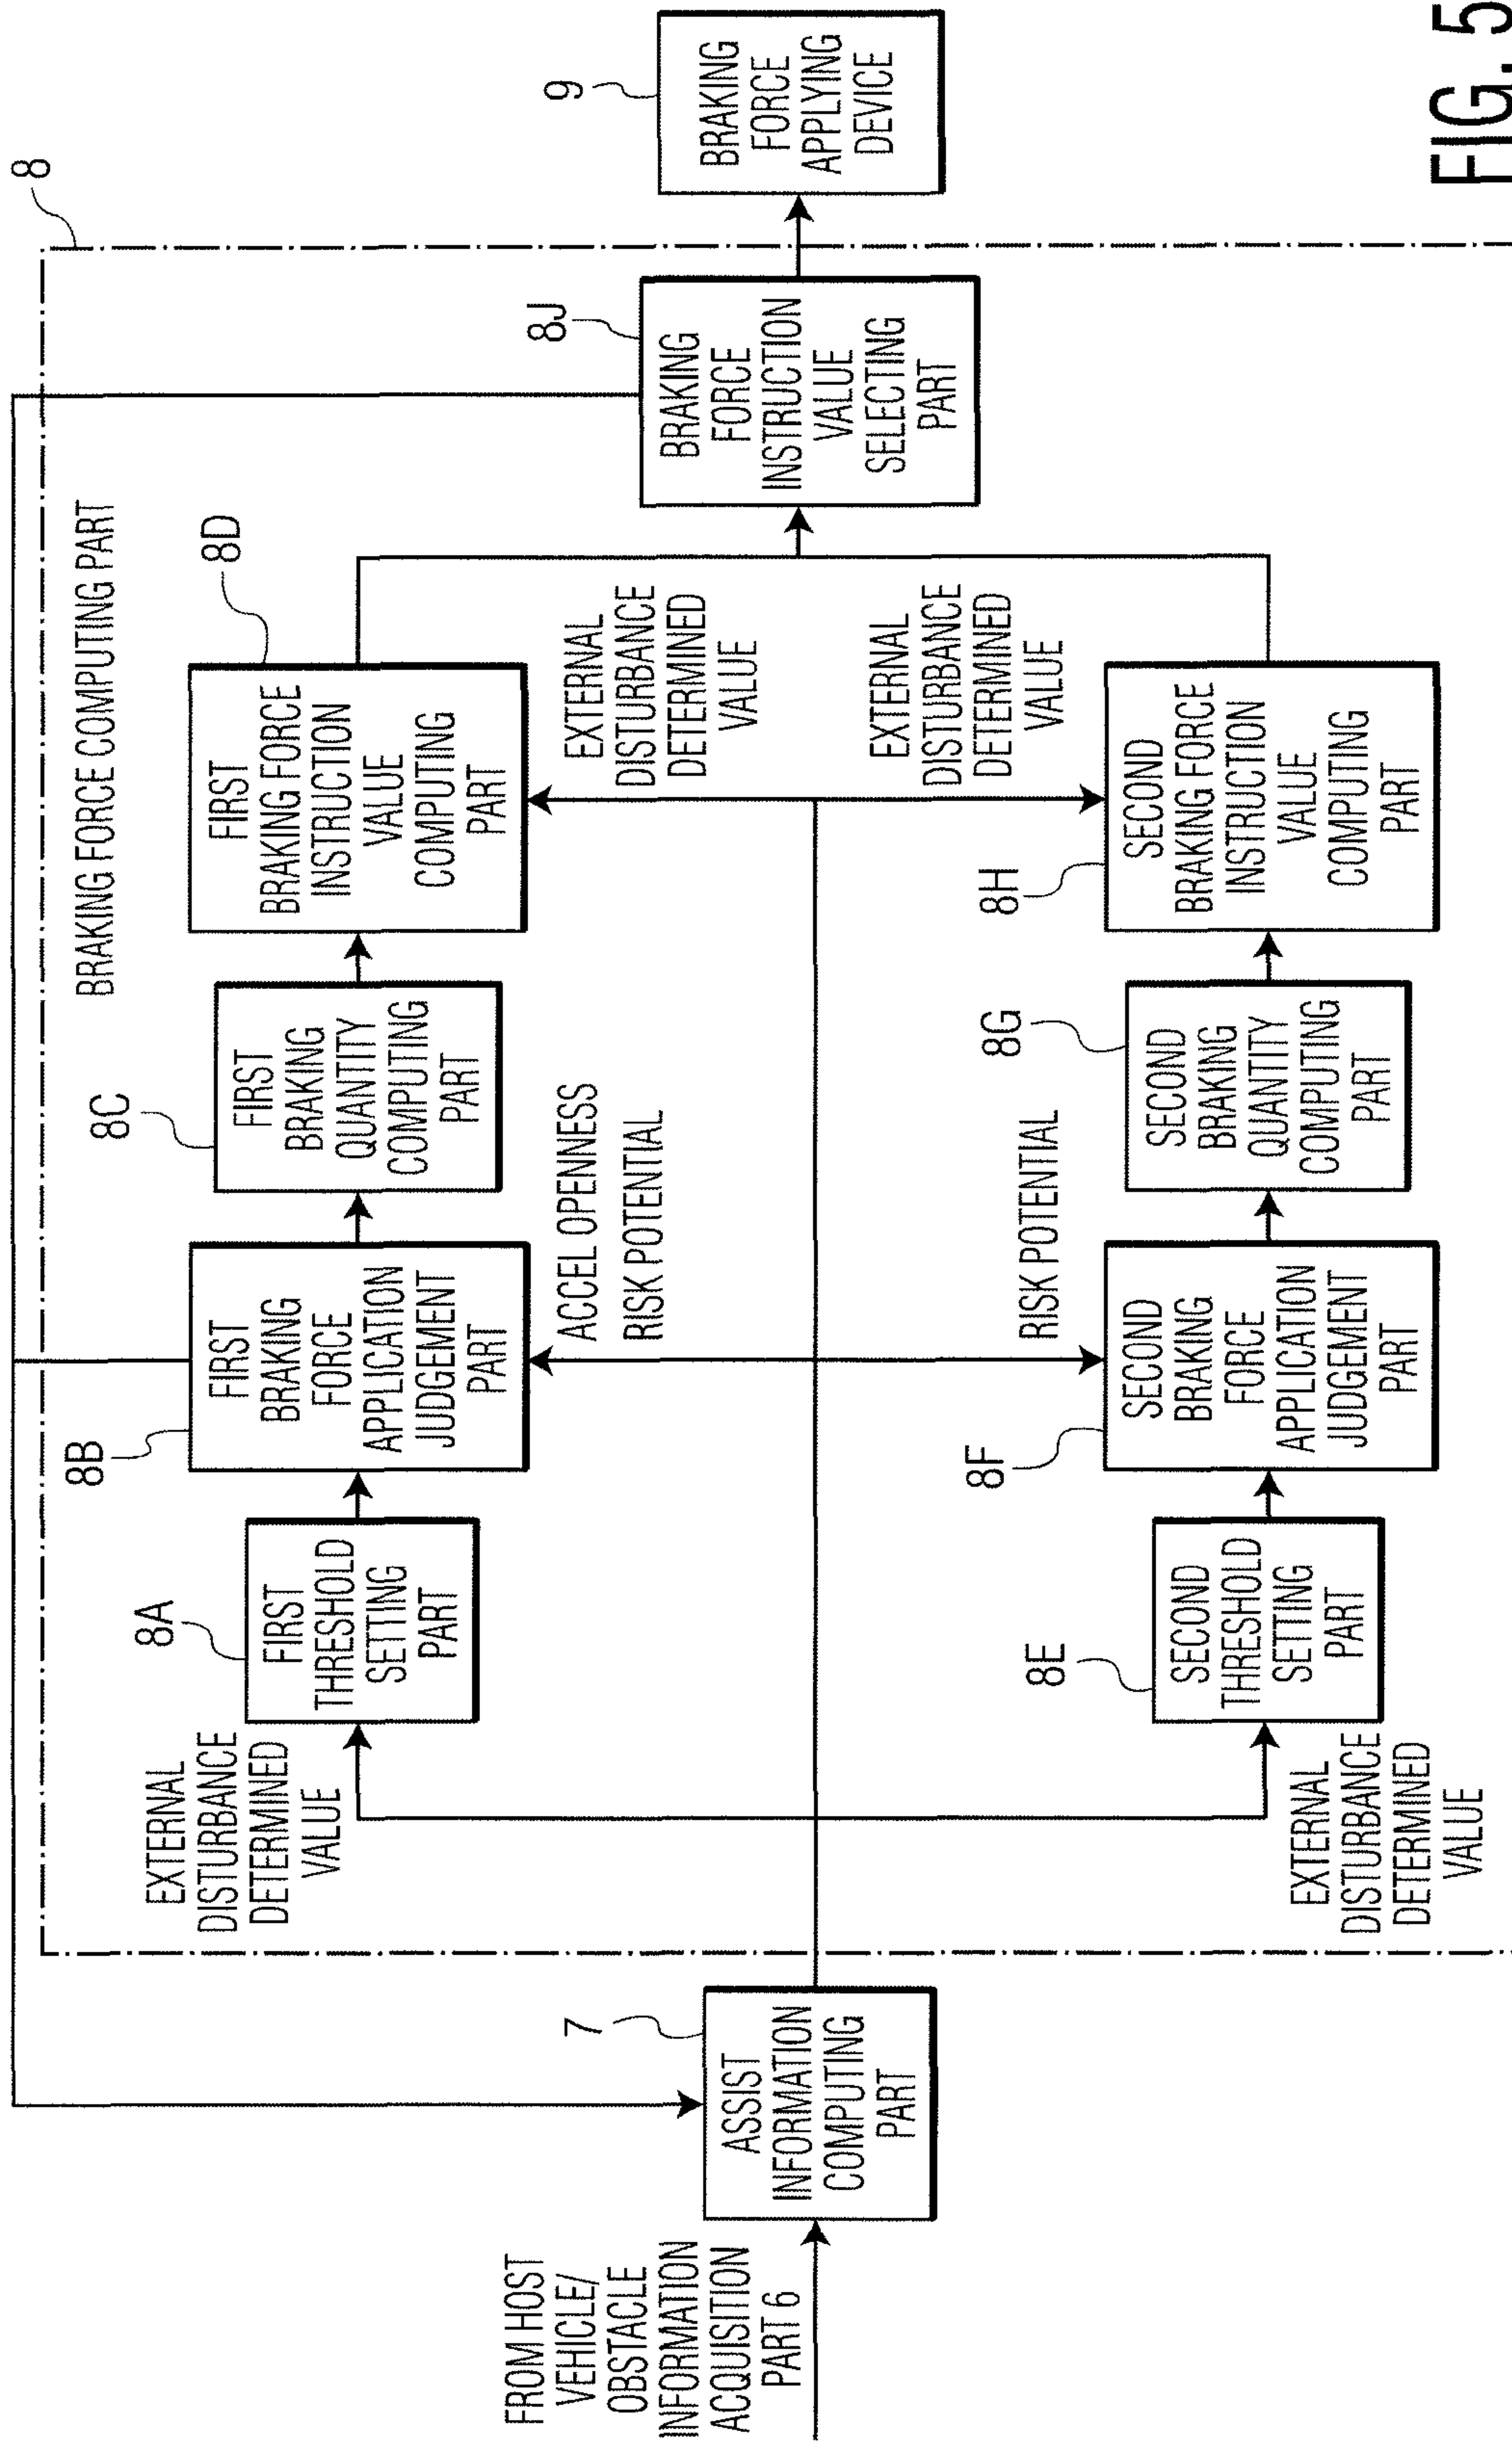 FROM HOST
VEHICLE/
OBSTACLE
INFORMATION
ACQUISITION
PART 6
7
ASSIST
INFORMATION
COMPUTING
PART
8
BRAKING FORCE COMPUTING PART
EXTERNAL
DISTURBANCE
DETERMINED
VALUE
8A
FIRST
THRESHOLD
SETTING
PART
8B
FIRST
BRAKING
FORCE
APPLICATION
JUDGEMENT
PART
ACCEL OPENNESS
RISK POTENTIAL
8C
FIRST
BRAKING
QUANTITY
COMPUTING
PART
8D
FIRST
BRAKING FORCE
INSTRUCTION
VALUE
COMPUTING
PART
EXTERNAL
DISTURBANCE
DETERMINED
VALUE
EXTERNAL
DISTURBANCE
DETERMINED
VALUE
8E
SECOND
THRESHOLD
SETTING
PART
8F
SECOND
BRAKING
FORCE
APPLICATION
JUDGEMENT
PART
RISK POTENTIAL
8G
SECOND
BRAKING
QUANTITY
COMPUTING
PART
8H
SECOND
BRAKING FORCE
INSTRUCTION
VALUE
COMPUTING
PART
EXTERNAL
DISTURBANCE
DETERMINED
VALUE
8J
BRAKING
FORCE
INSTRUCTION
VALUE
SELECTING
PART
9
BRAKING
FORCE
APPLYING
DEVICE
FIG. 5